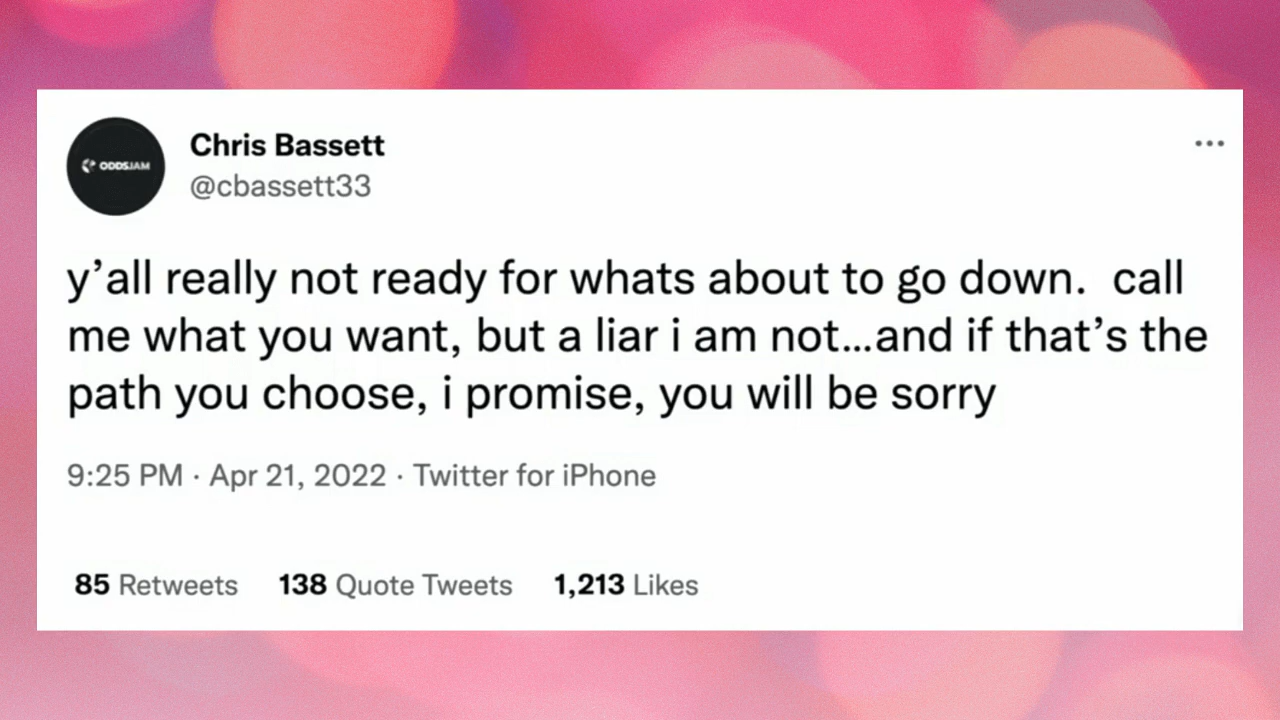 ODDSJAM
Chris Bassett
@cbassett33
y’all really not ready for whats about to go down.  call
me what you want, but a liar i am not...and if that’s the
path you choose, i promise, you will be sorry
9:25 PM · Apr 21, 2022 · Twitter for iPhone
85 Retweets 138 Quote Tweets 1,213 Likes